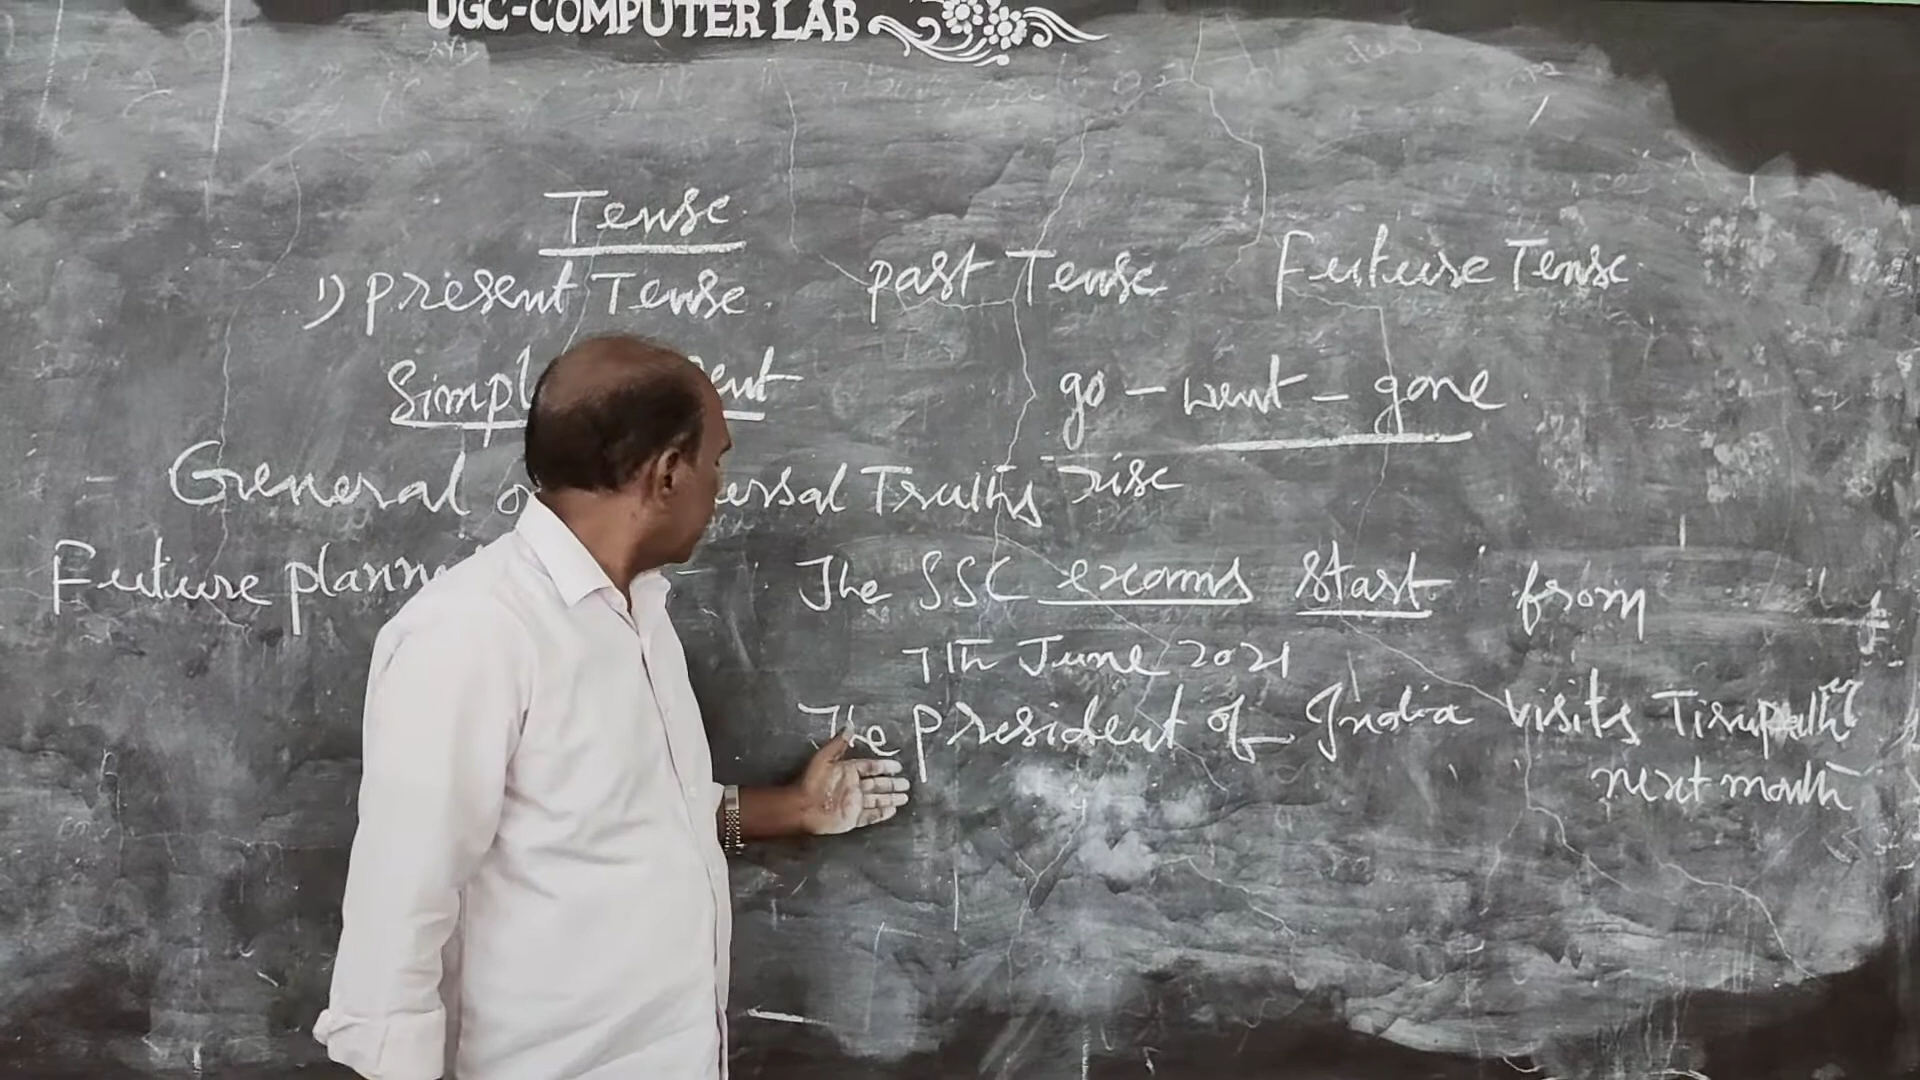 UGC-COMPUTER LAB
Tense
1) present Tense. past Tense Future Tense.
go - went - gone.
- General Truths rise
Future The SSC exams start from
7th June 2021
The president of India visits Tirupathi
next month